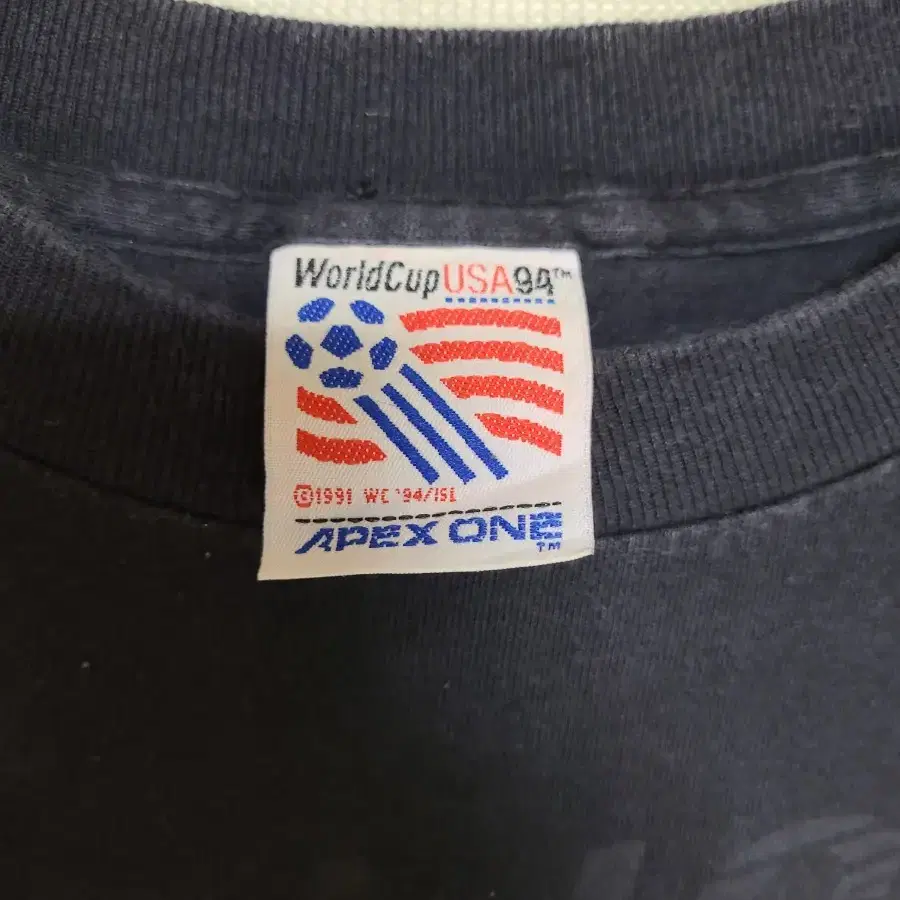 WorldCupUSA94™
©1991 WC '94/ISL
APEX ONE
TM